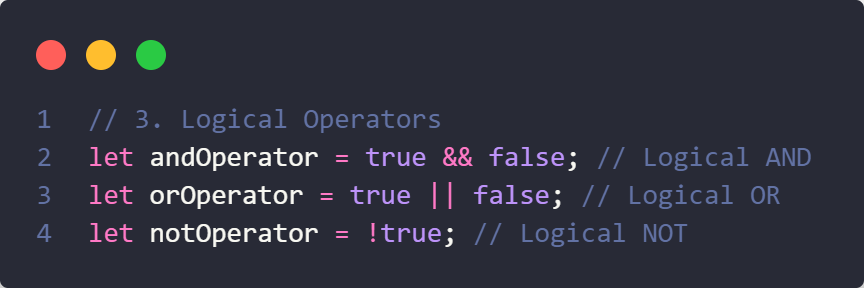 1 // 3. Logical Operators
2 let andOperator = true && false; // Logical AND
3 let orOperator = true || false; // Logical OR
4 let notOperator = !true; // Logical NOT